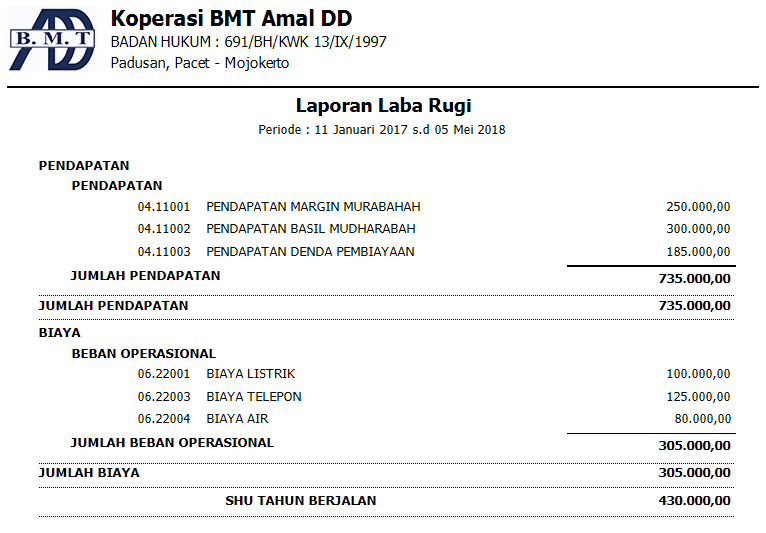 B. M. T
Koperasi BMT Amal DD
BADAN HUKUM : 691/BH/KWK 13/IX/1997
Padusan, Pacet - Mojokerto
Laporan Laba Rugi
Periode : 11 Januari 2017 s.d 05 Mei 2018
PENDAPATAN
PENDAPATAN
04.11001 PENDAPATAN MARGIN MURABAHAH 250.000,00
04.11002 PENDAPATAN BASIL MUDHARABAH 300.000,00
04.11003 PENDAPATAN DENDA PEMBIAYAAN 185.000,00
JUMLAH PENDAPATAN 735.000,00
JUMLAH PENDAPATAN 735.000,00
BIAYA
BEBAN OPERASIONAL
06.22001 BIAYA LISTRIK 100.000,00
06.22003 BIAYA TELEPON 125.000,00
06.22004 BIAYA AIR 80.000,00
JUMLAH BEBAN OPERASIONAL 305.000,00
JUMLAH BIAYA 305.000,00
SHU TAHUN BERJALAN 430.000,00